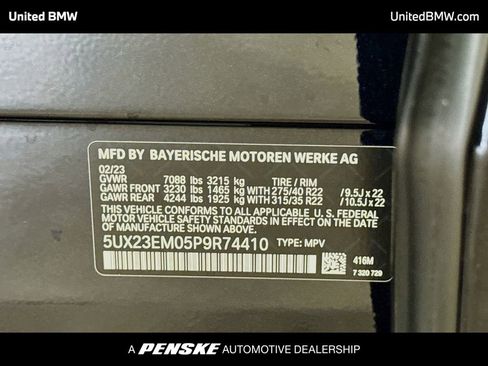 United BMW
UnitedBMW.com
MFD BY BAYERISCHE MOTOREN WERKE AG
02/23
GVWR 7088 lbs 3215 kg TIRE / RIM
GAWR FRONT 3230 lbs 1465 kg WITH 275/40 R22 / 9.5J x 22
GAWR REAR 4244 lbs 1925 kg WITH 315/35 R22 / 10.5J x 22
THIS VEHICLE CONFORMS TO ALL APPLICABLE U.S.
FEDERAL MOTOR VEHICLE SAFETY STANDARDS IN EFFECT
ON THE DATE OF MANUFACTURE SHOWN ABOVE.
5UX23EM05P9R74410 TYPE: MPV
416M
7 320 729
A PENSKE AUTOMOTIVE DEALERSHIP